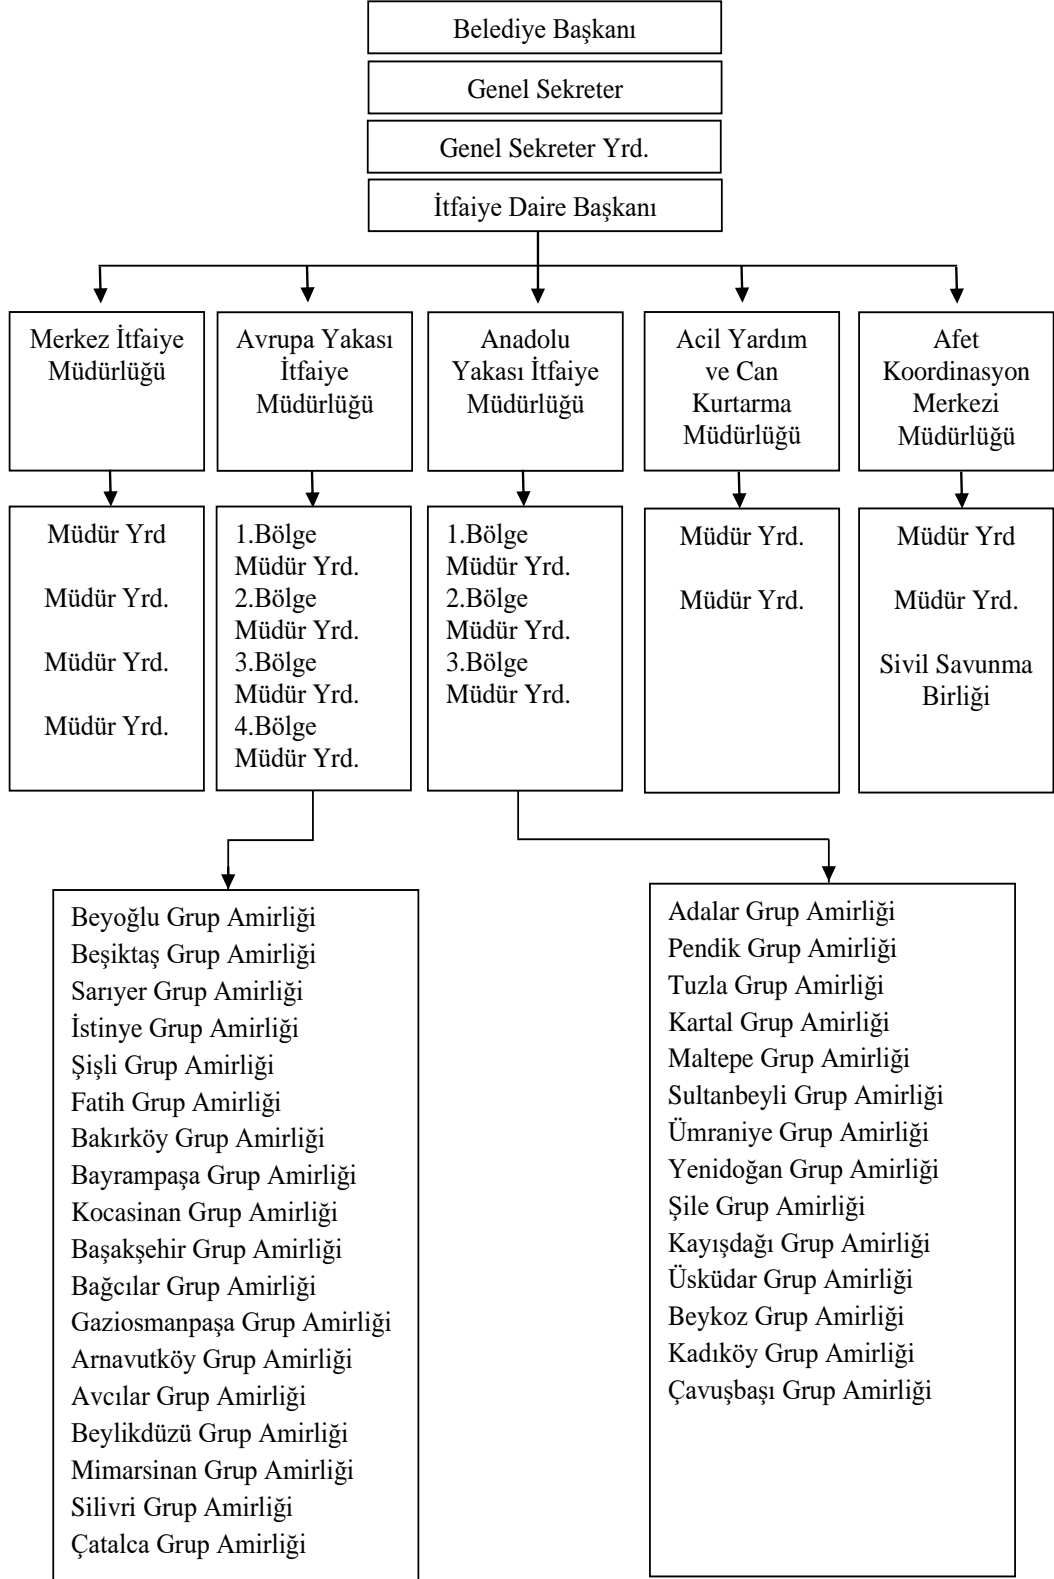 Belediye Başkanı
Genel Sekreter
Genel Sekreter Yrd.
İtfaiye Daire Başkanı
Merkez İtfaiye
Müdürlüğü
Avrupa Yakası
İtfaiye
Müdürlüğü
Anadolu
Yakası İtfaiye
Müdürlüğü
Acil Yardım
ve Can
Kurtarma
Müdürlüğü
Afet
Koordinasyon
Merkezi
Müdürlüğü
Müdür Yrd
Müdür Yrd.
Müdür Yrd.
Müdür Yrd.
1.Bölge
Müdür Yrd.
2.Bölge
Müdür Yrd.
3.Bölge
Müdür Yrd.
4.Bölge
Müdür Yrd.
1.Bölge
Müdür Yrd.
2.Bölge
Müdür Yrd.
3.Bölge
Müdür Yrd.
Müdür Yrd.
Müdür Yrd.
Müdür Yrd
Müdür Yrd.
Sivil Savunma
Birliği
Beyoğlu Grup Amirliği
Beşiktaş Grup Amirliği
Sarıyer Grup Amirliği
İstinye Grup Amirliği
Şişli Grup Amirliği
Fatih Grup Amirliği
Bakırköy Grup Amirliği
Bayrampaşa Grup Amirliği
Kocasinan Grup Amirliği
Başakşehir Grup Amirliği
Bağcılar Grup Amirliği
Gaziosmanpaşa Grup Amirliği
Arnavutköy Grup Amirliği
Avcılar Grup Amirliği
Beylikdüzü Grup Amirliği
Mimarsinan Grup Amirliği
Silivri Grup Amirliği
Çatalca Grup Amirliği
Adalar Grup Amirliği
Pendik Grup Amirliği
Tuzla Grup Amirliği
Kartal Grup Amirliği
Maltepe Grup Amirliği
Sultanbeyli Grup Amirliği
Ümraniye Grup Amirliği
Yenidoğan Grup Amirliği
Şile Grup Amirliği
Kayışdağı Grup Amirliği
Üsküdar Grup Amirliği
Beykoz Grup Amirliği
Kadıköy Grup Amirliği
Çavuşbaşı Grup Amirliği